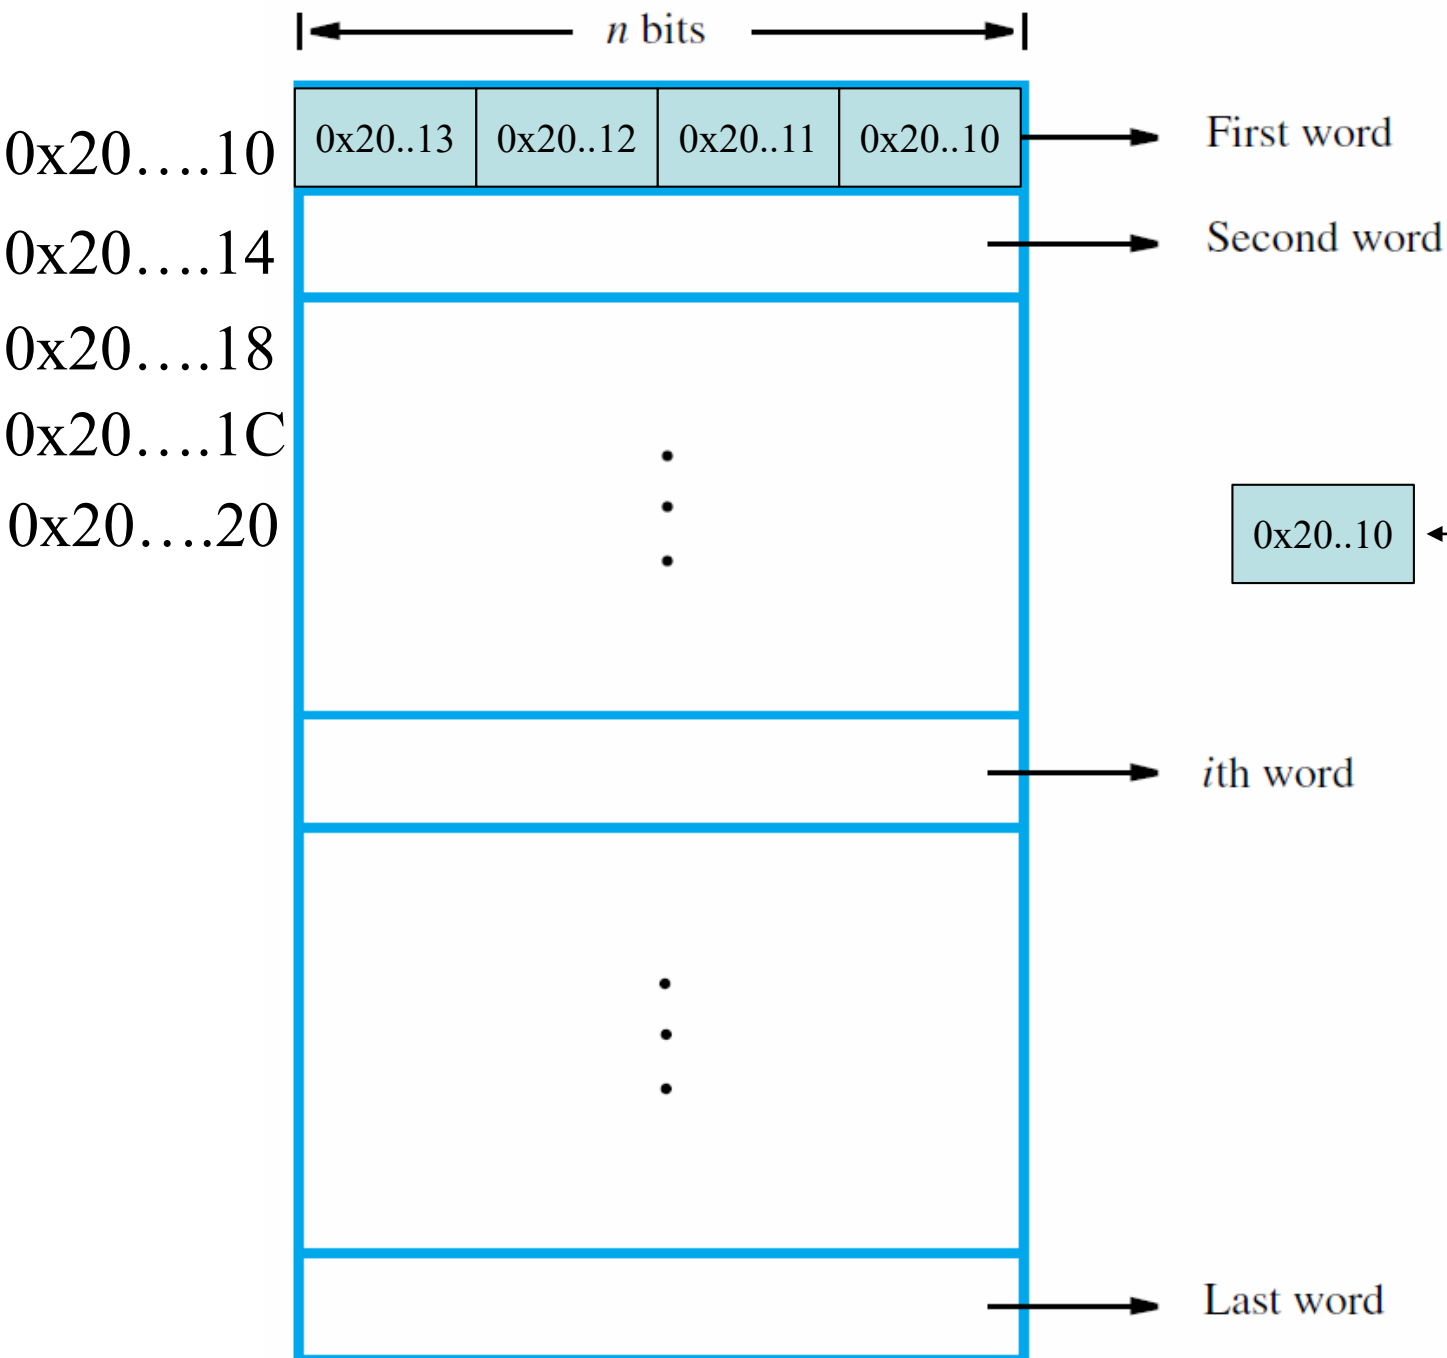 n bits
0x20....10 0x20..13 0x20..12 0x20..11 0x20..10 First word
0x20....14 Second word
0x20....18
0x20....1C
0x20....20 0x20..10
ith word
Last word